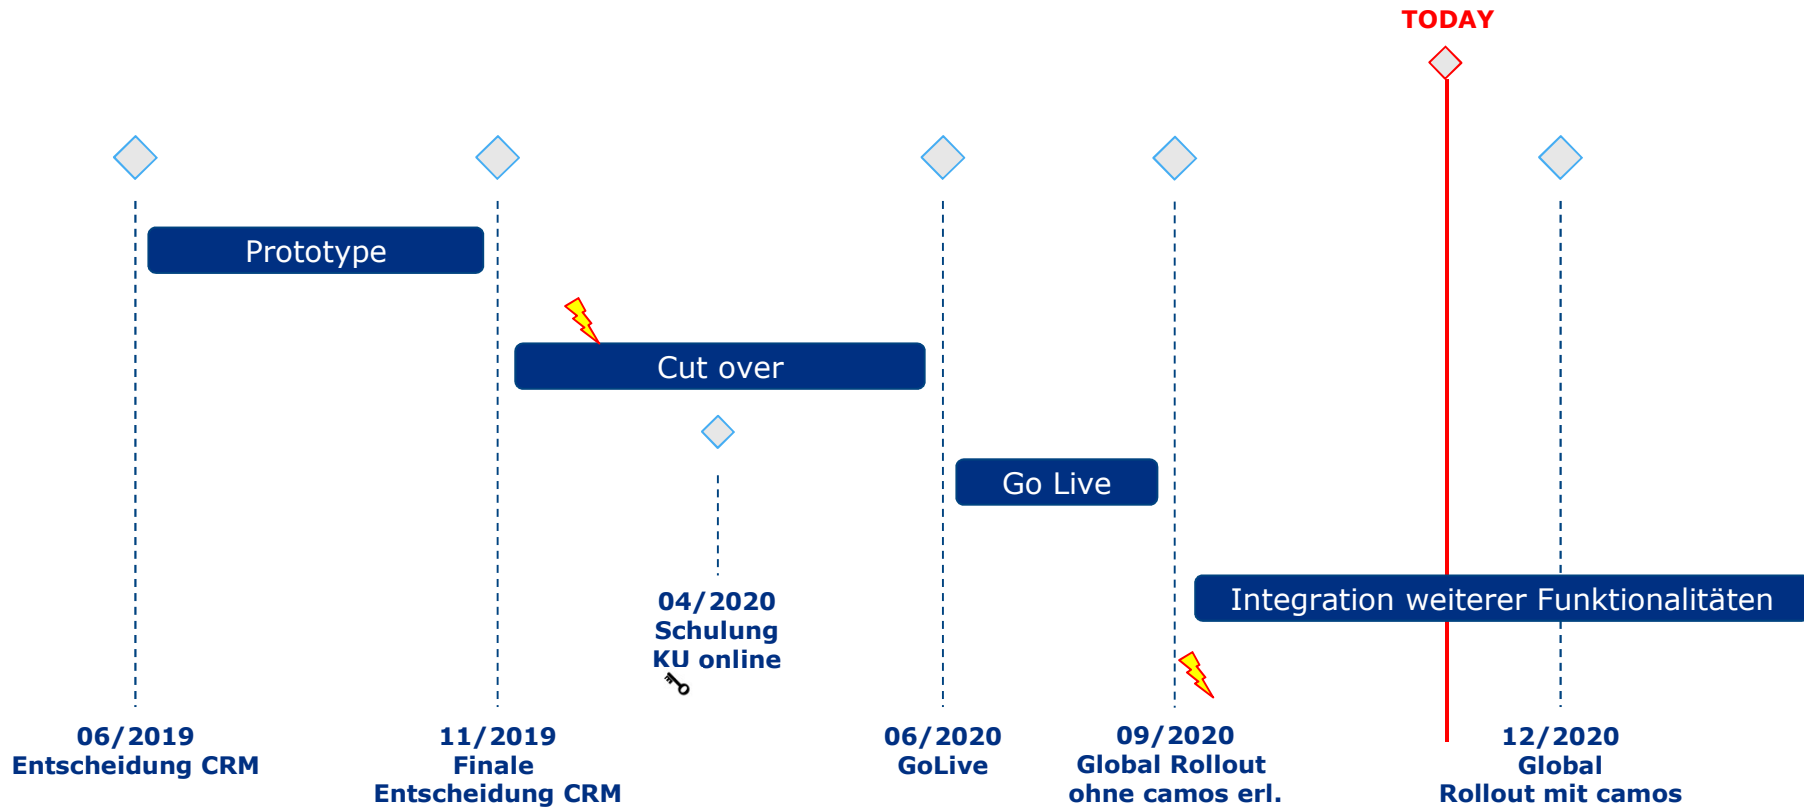 TODAY
Prototype
Cut over
Go Live
Integration weiterer Funktionalitäten
04/2020
Schulung
KU online
06/2019
Entscheidung CRM
11/2019
Finale
Entscheidung CRM
06/2020
GoLive
09/2020
Global Rollout
ohne camos erl.
12/2020
Global
Rollout mit camos